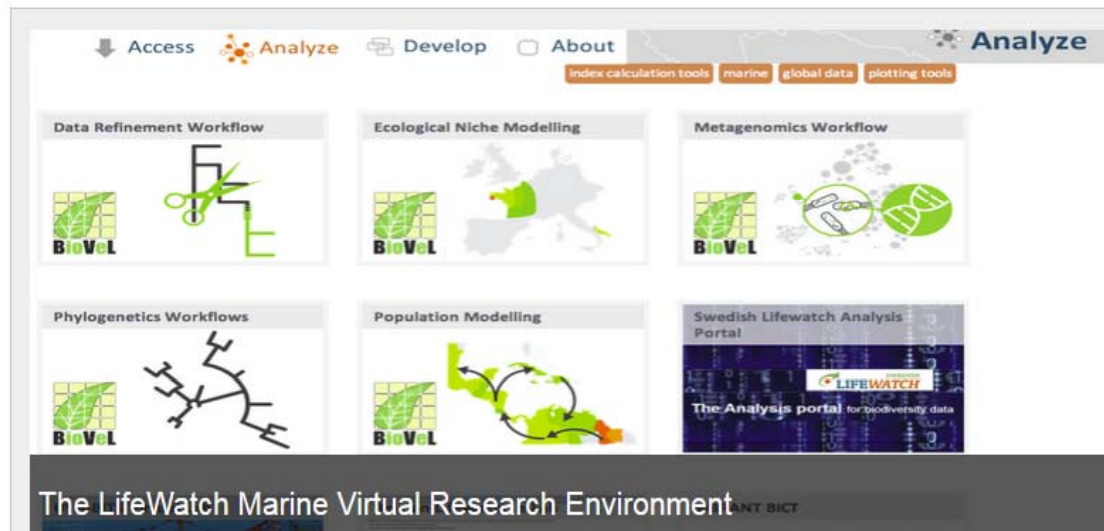 Access Analyze Develop About Analyze
index calculation tools marine global data plotting tools
Data Refinement Workflow Ecological Niche Modelling Metagenomics Workflow
BioVeL BioVeL BioVeL
Phylogenetics Workflows Population Modelling Swedish Lifewatch Analysis
Portal
SWEDISH
LIFEWATCH
The Analysis portal for biodiversity data
BioVeL BioVeL
The LifeWatch Marine Virtual Research Environment
BICT